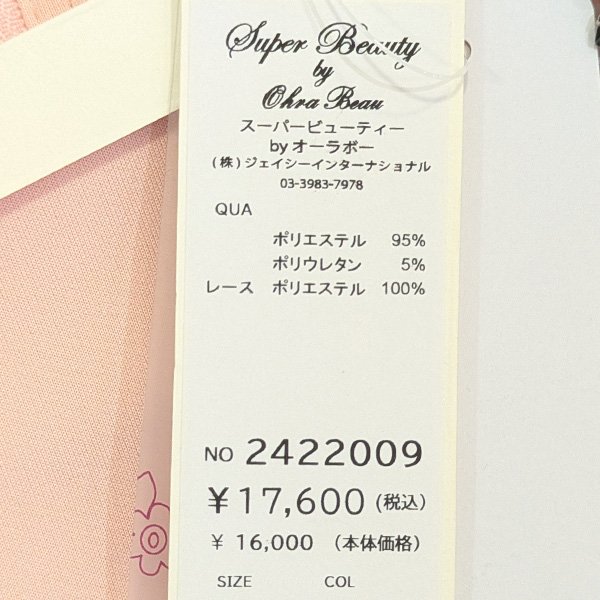 Super Beauty
by
Ohra Beau
スーパービューティー
by オーラボー
(株)ジェイシーインターナショナル
03-3983-7978
QUA
ポリエステル 95%
ポリウレタン 5%
レース ポリエステル 100%
NO 2422009
¥17,600 (税込)
¥ 16,000 (本体価格)
SIZE COL